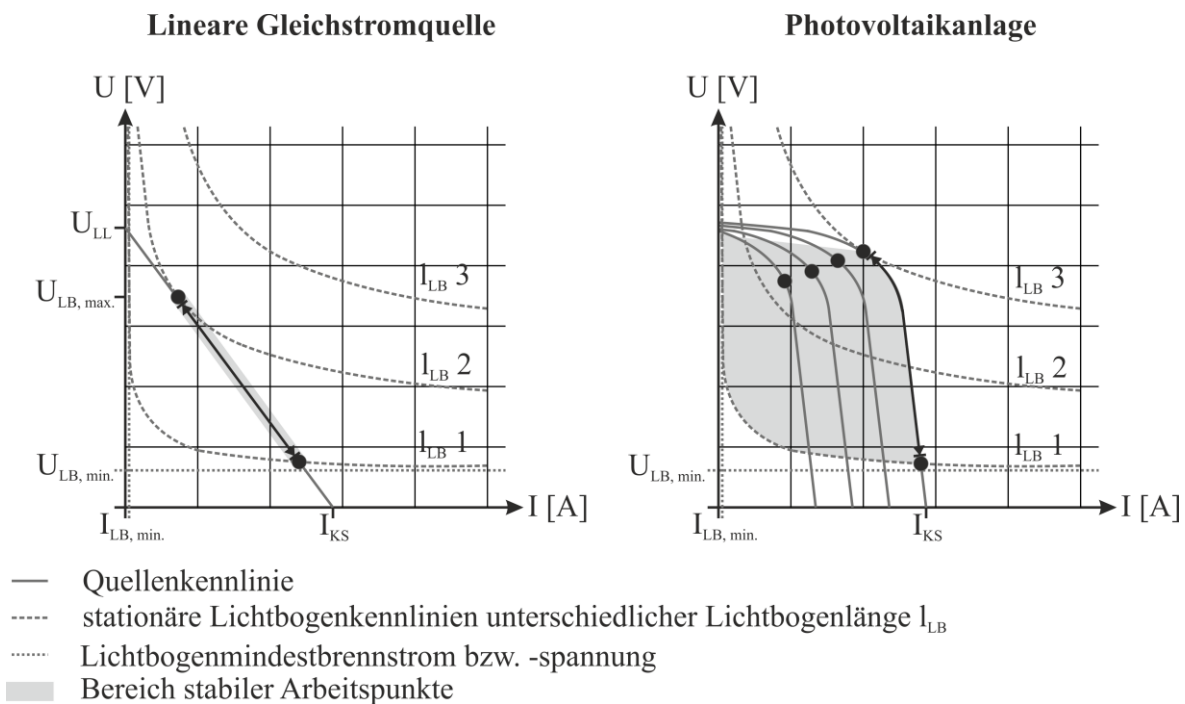 Lineare Gleichstromquelle
U [V]
U_LL
U_LB, max.
U_LB, min.
l_LB 3
l_LB 2
l_LB 1
I [A]
I_LB, min.
I_KS
Photovoltaikanlage
U [V]
U_LB, min.
l_LB 3
l_LB 2
l_LB 1
I [A]
I_LB, min.
I_KS
Quellenkennlinie
stationäre Lichtbogenkennlinien unterschiedlicher Lichtbogenlänge l_LB
Lichtbogenmindestbrennstrom bzw. -spannung
Bereich stabiler Arbeitspunkte